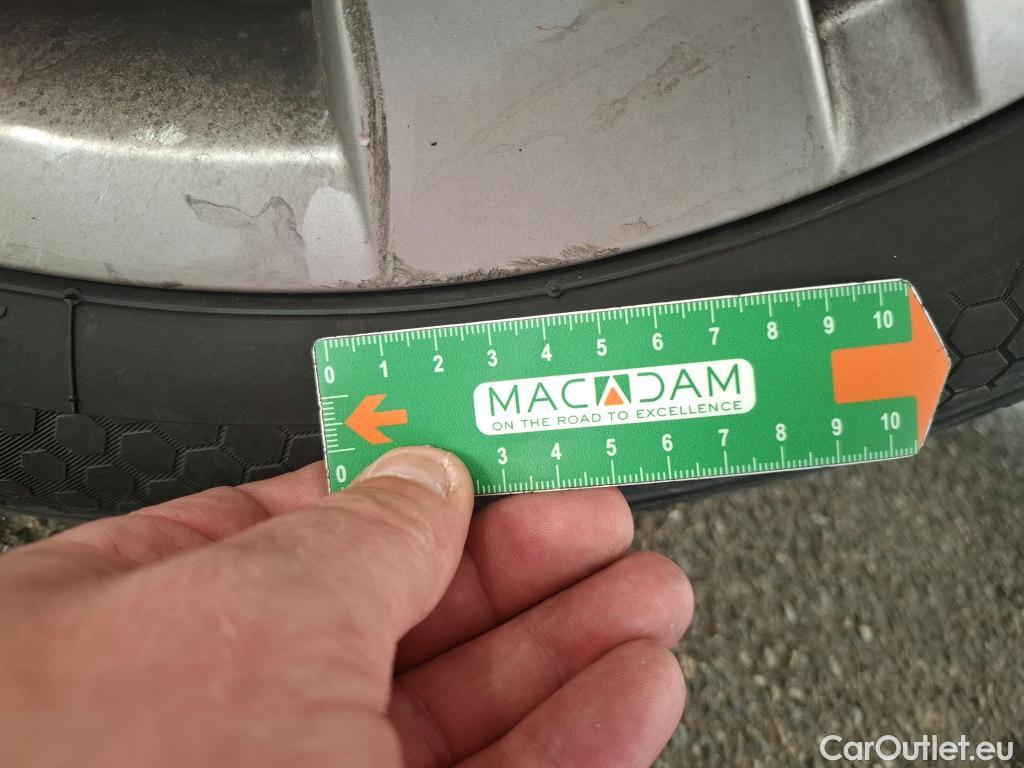 0 1 2 3 4 5 6 7 8 9 10
MACADAM
ON THE ROAD TO EXCELLENCE
0 3 4 5 6 7 8 9 10
CarOutlet.eu